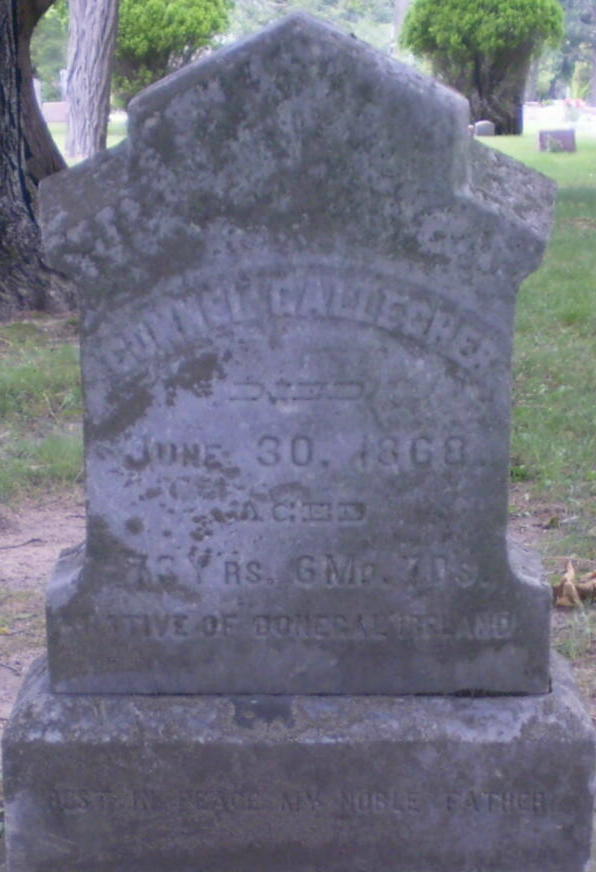 CONNEL GALLEGHER
DIED
JUNE 30, 1868
AGED
YRS. 6 MO. 7 DS.
NATIVE OF DONEGAL IRELAND
REST IN PEACE MY NOBLE FATHER